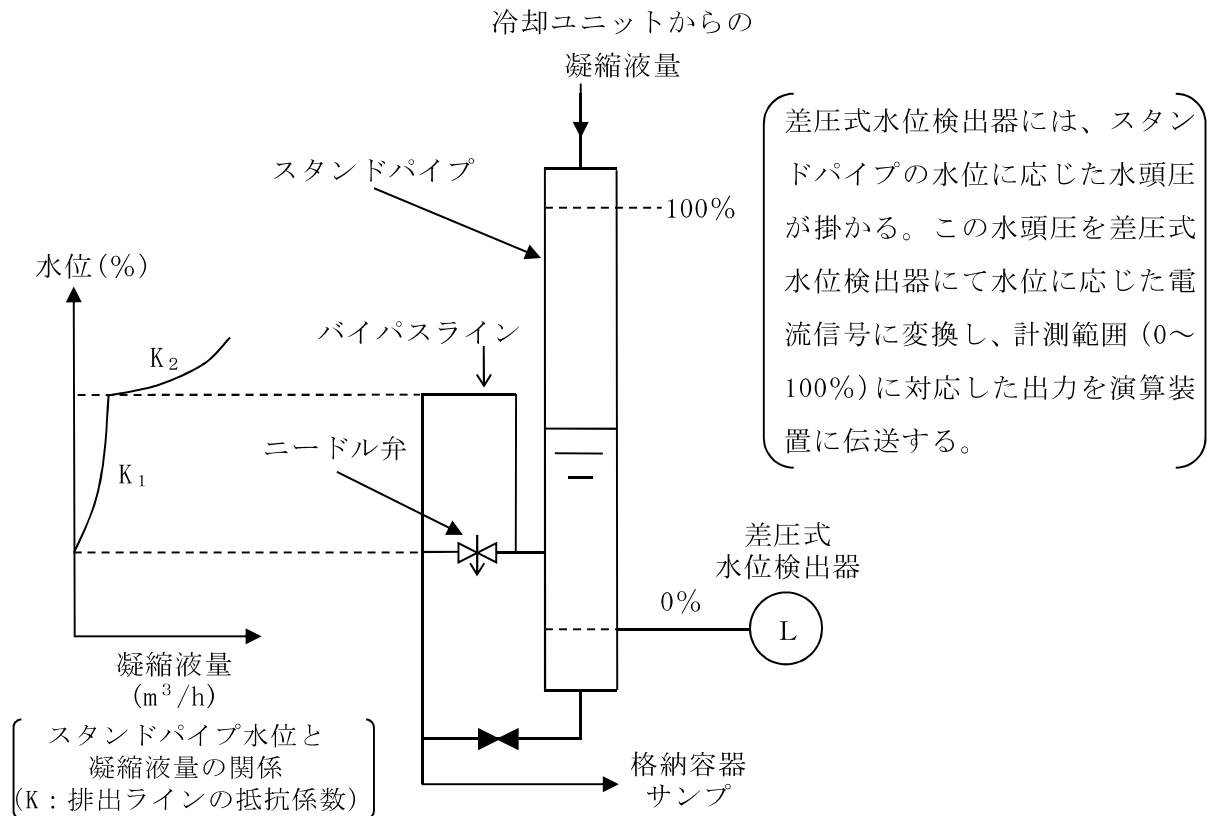 冷却ユニットからの
凝縮液量
スタンドパイプ
100%
差圧式水位検出器には、スタン
ドパイプの水位に応じた水頭圧
が掛かる。この水頭圧を差圧式
水位検出器にて水位に応じた電
流信号に変換し、計測範囲（0～
100%）に対応した出力を演算装
置に伝送する。
水位(%)
バイパスライン
K₂
ニードル弁
K₁
差圧式
水位検出器
0%
L
凝縮液量
(m³/h)
スタンドパイプ水位と
凝縮液量の関係
(K：排出ラインの抵抗係数)
格納容器
サンプ